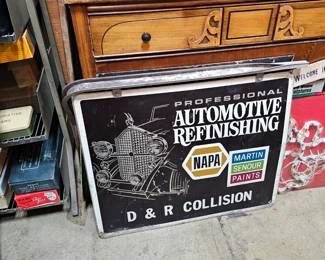 PROFESSIONAL
AUTOMOTIVE
REFINISHING
NAPA
MARTIN
SENOUR
PAINTS
D & R COLLISION